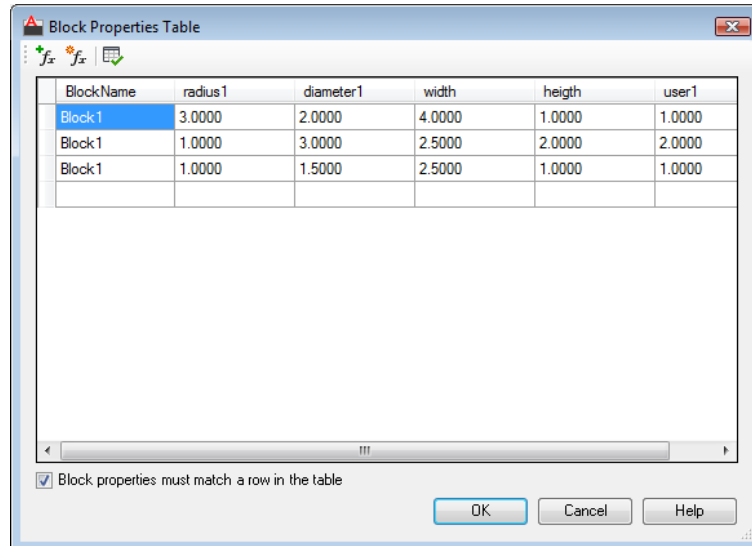 Block Properties Table
fx fx
BlockName radius1 diameter1 width heigth user1
Block1 3.0000 2.0000 4.0000 1.0000 1.0000
Block1 1.0000 3.0000 2.5000 2.0000 2.0000
Block1 1.0000 1.5000 2.5000 1.0000 1.0000
Block properties must match a row in the table
OK Cancel Help